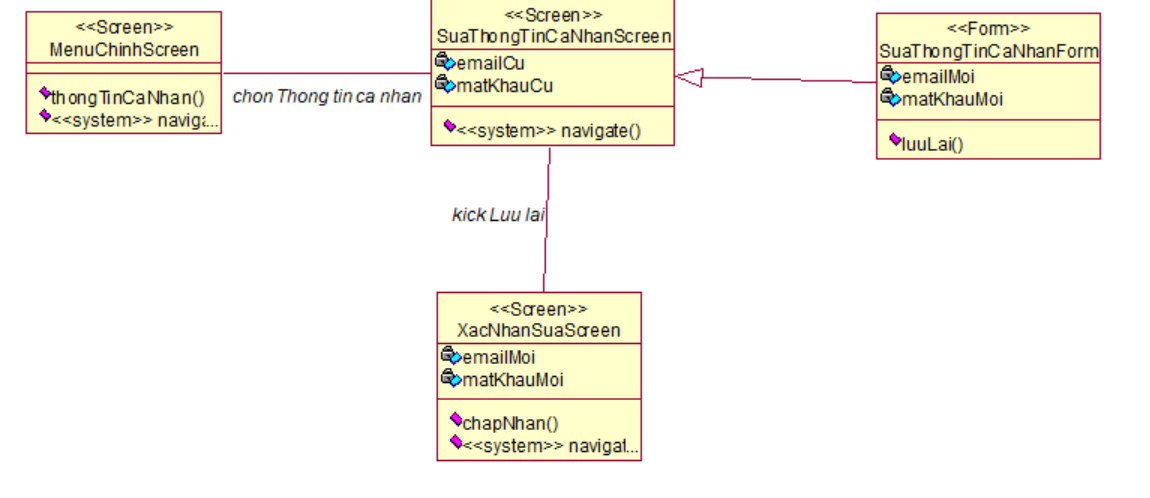 <<Screen>>
MenuChinhScreen
thongTinCaNhan()
<<system>> naviga...
chon Thong tin ca nhan
<<Screen>>
SuaThongTinCaNhanScreen
emailCu
matKhauCu
<<system>> navigate()
<<Form>>
SuaThongTinCaNhanForm
emailMoi
matKhauMoi
luuLai()
kick Luu lai
<<Screen>>
XacNhanSuaScreen
emailMoi
matKhauMoi
chapNhan()
<<system>> navigat...